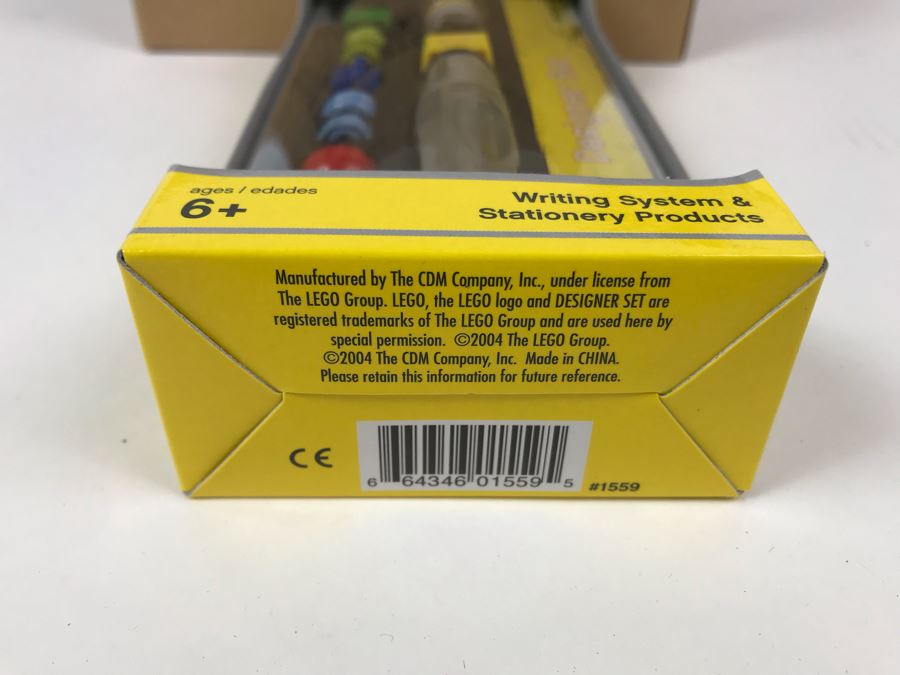 ages / edades
6+
Writing System &
Stationery Products
Manufactured by The CDM Company, Inc., under license from
The LEGO Group. LEGO, the LEGO logo and DESIGNER SET are
registered trademarks of The LEGO Group and are used here by
special permission. ©2004 The LEGO Group.
©2004 The CDM Company, Inc. Made in CHINA.
Please retain this information for future reference.
CE
6 64346 01559 5
#1559